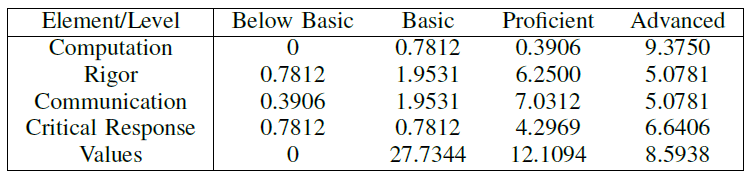 Element/Level Below Basic Basic Proficient Advanced
Computation 0 0.7812 0.3906 9.3750
Rigor 0.7812 1.9531 6.2500 5.0781
Communication 0.3906 1.9531 7.0312 5.0781
Critical Response 0.7812 0.7812 4.2969 6.6406
Values 0 27.7344 12.1094 8.5938